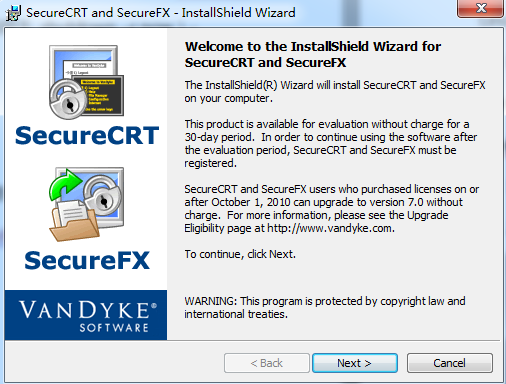 SecureCRT and SecureFX - InstallShield Wizard
Welcome to the InstallShield Wizard for
SecureCRT and SecureFX
The InstallShield(R) Wizard will install SecureCRT and SecureFX
on your computer.
This product is available for evaluation without charge for a
30-day period. In order to continue using the software after
the evaluation period, SecureCRT and SecureFX must be
registered.
SecureCRT and SecureFX users who purchased licenses on or
after October 1, 2010 can upgrade to version 7.0 without
charge. For more information, please see the Upgrade
Eligibility page at http://www.vandyke.com.
To continue, click Next.
WARNING: This program is protected by copyright law and
international treaties.
SecureCRT
SecureFX
VANDYKE®
SOFTWARE
< Back
Next >
Cancel